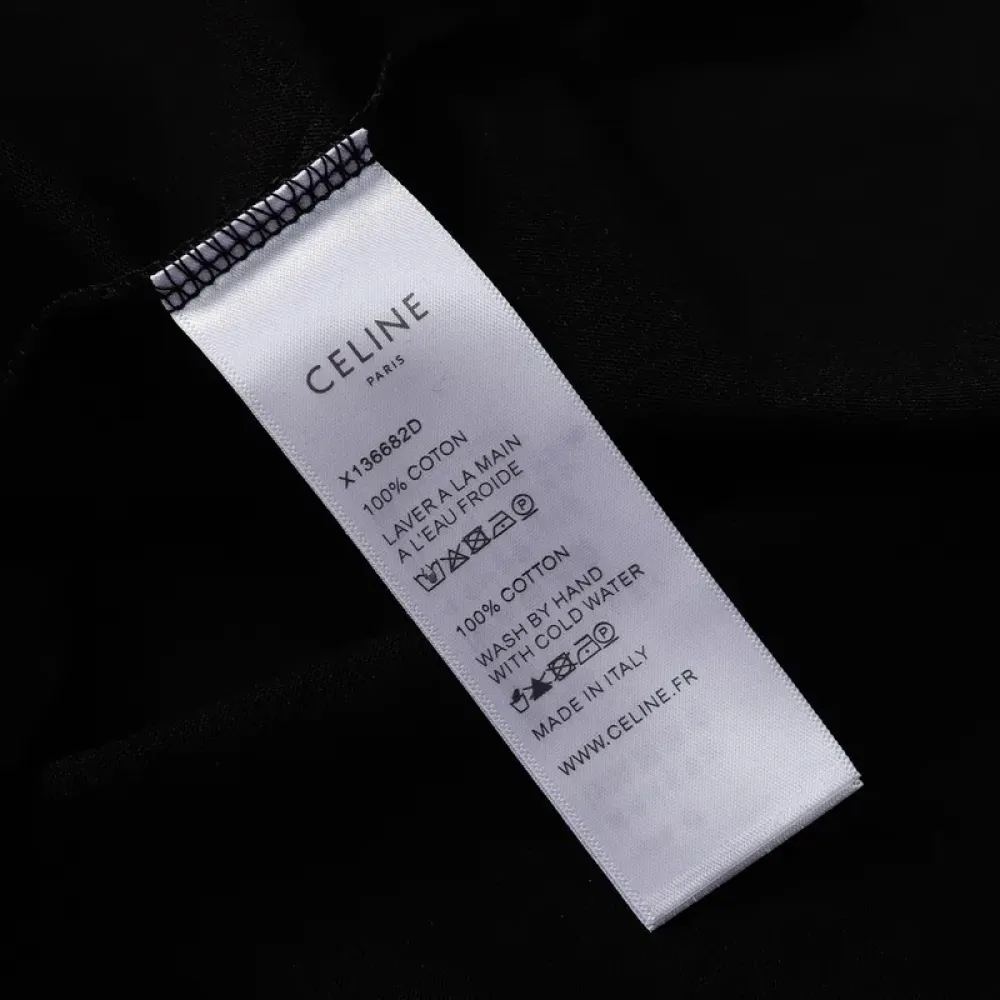 CELINE
PARIS
X136682D
100% COTON
LAVER A LA MAIN
A L'EAU FROIDE
P
100% COTTON
WASH BY HAND
WITH COLD WATER
P
MADE IN ITALY
WWW.CELINE.FR